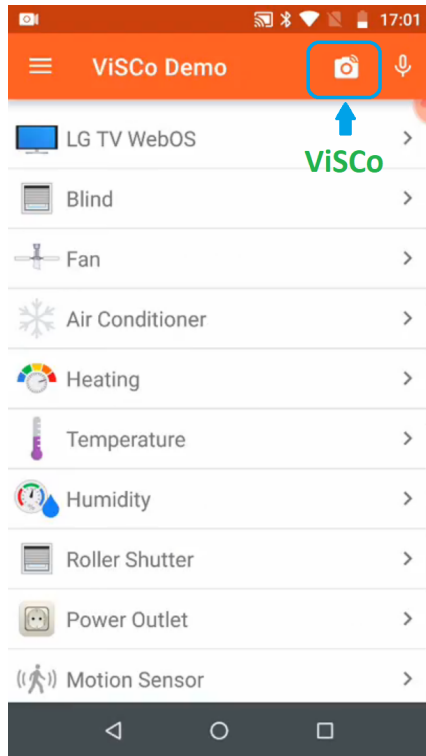 17:01
ViSCo Demo
ViSCo
LG TV WebOS
Blind
Fan
Air Conditioner
Heating
Temperature
Humidity
Roller Shutter
Power Outlet
Motion Sensor